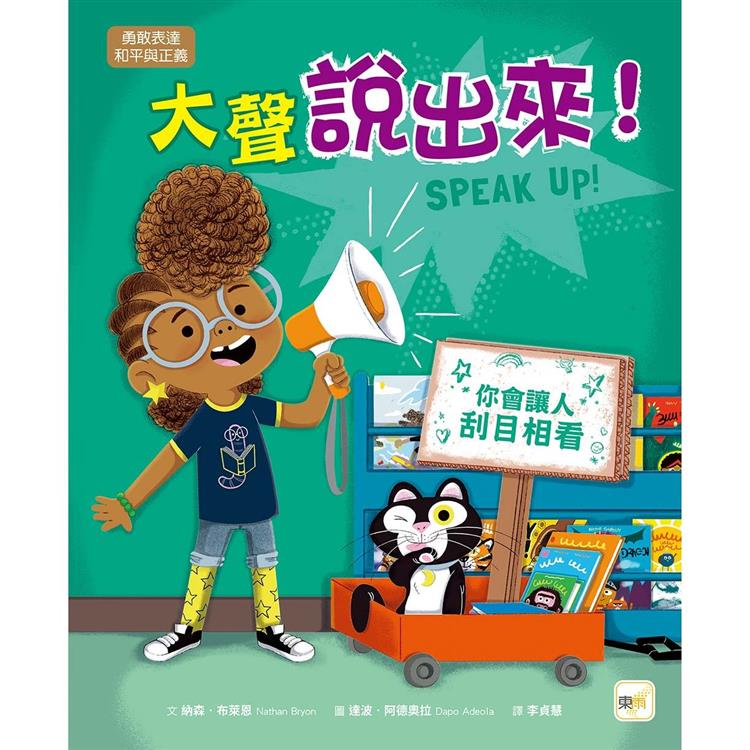 勇敢表達
和平與正義
大聲說出來！
SPEAK UP!
你會讓人
刮目相看
DRAGON
文 納森・布萊恩 Nathan Bryon 圖 達波・阿德奧拉 Dapo Adeola 譯 李貞慧
東雨